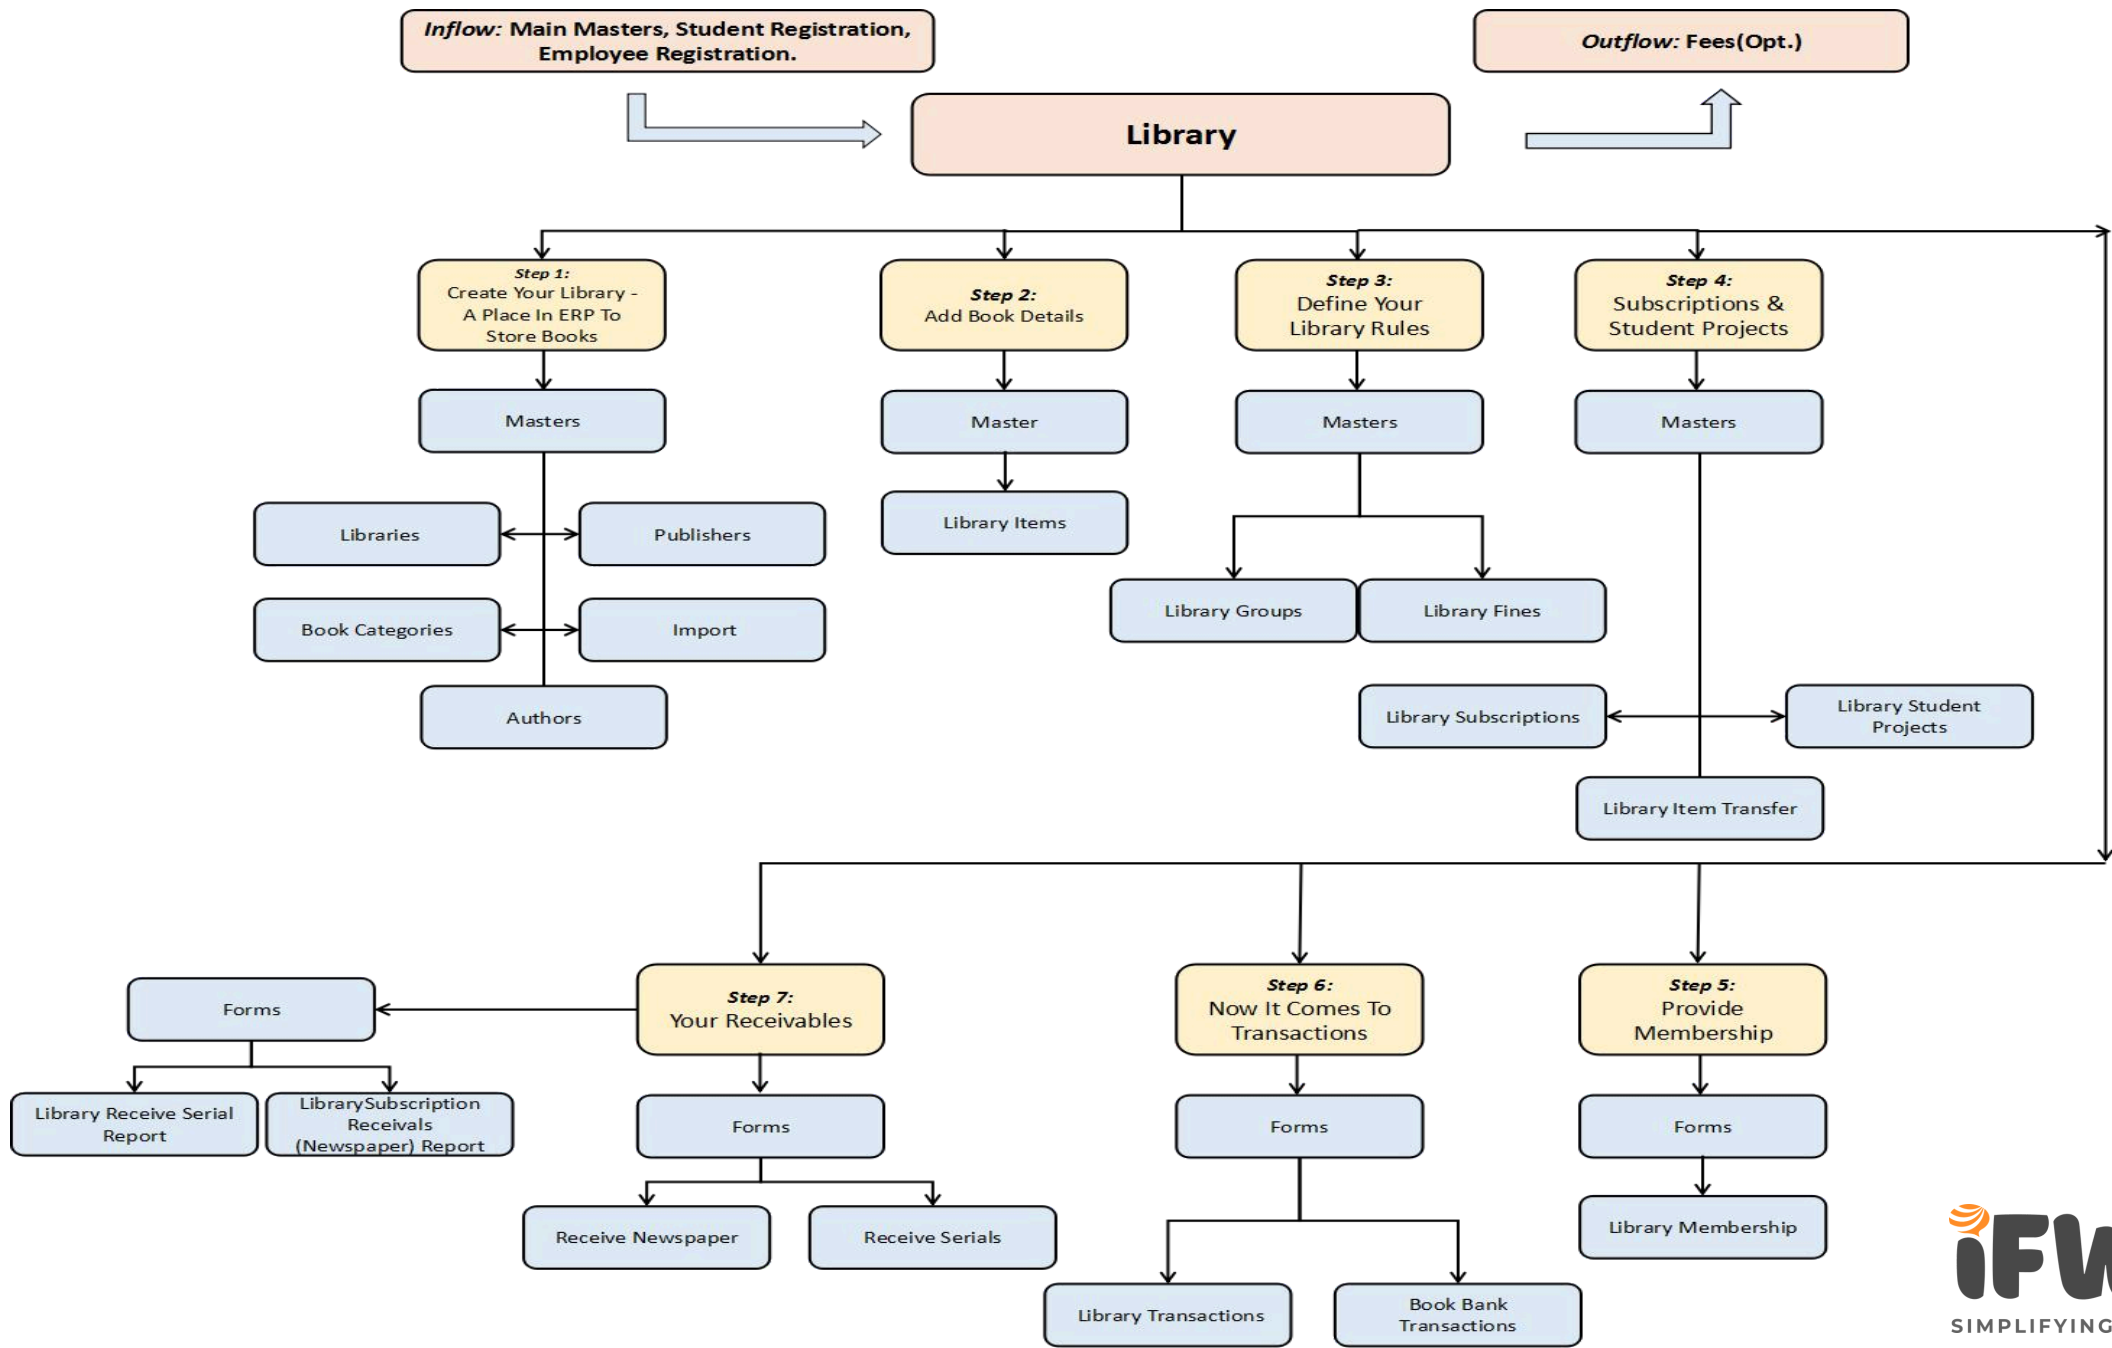 Inflow: Main Masters, Student Registration,
Employee Registration.
Outflow: Fees(Opt.)
Library
Step 1:
Create Your Library -
A Place In ERP To
Store Books
Step 2:
Add Book Details
Step 3:
Define Your
Library Rules
Step 4:
Subscriptions &
Student Projects
Masters
Master
Masters
Masters
Libraries
Publishers
Library Items
Book Categories
Import
Library Groups
Library Fines
Authors
Library Subscriptions
Library Student
Projects
Library Item Transfer
Forms
Step 7:
Your Receivables
Step 6:
Now It Comes To
Transactions
Step 5:
Provide
Membership
Library Receive Serial
Report
LibrarySubscription
Receivals
(Newspaper) Report
Forms
Forms
Forms
Receive Newspaper
Receive Serials
Library Membership
Library Transactions
Book Bank
Transactions
SIMPLIFYING